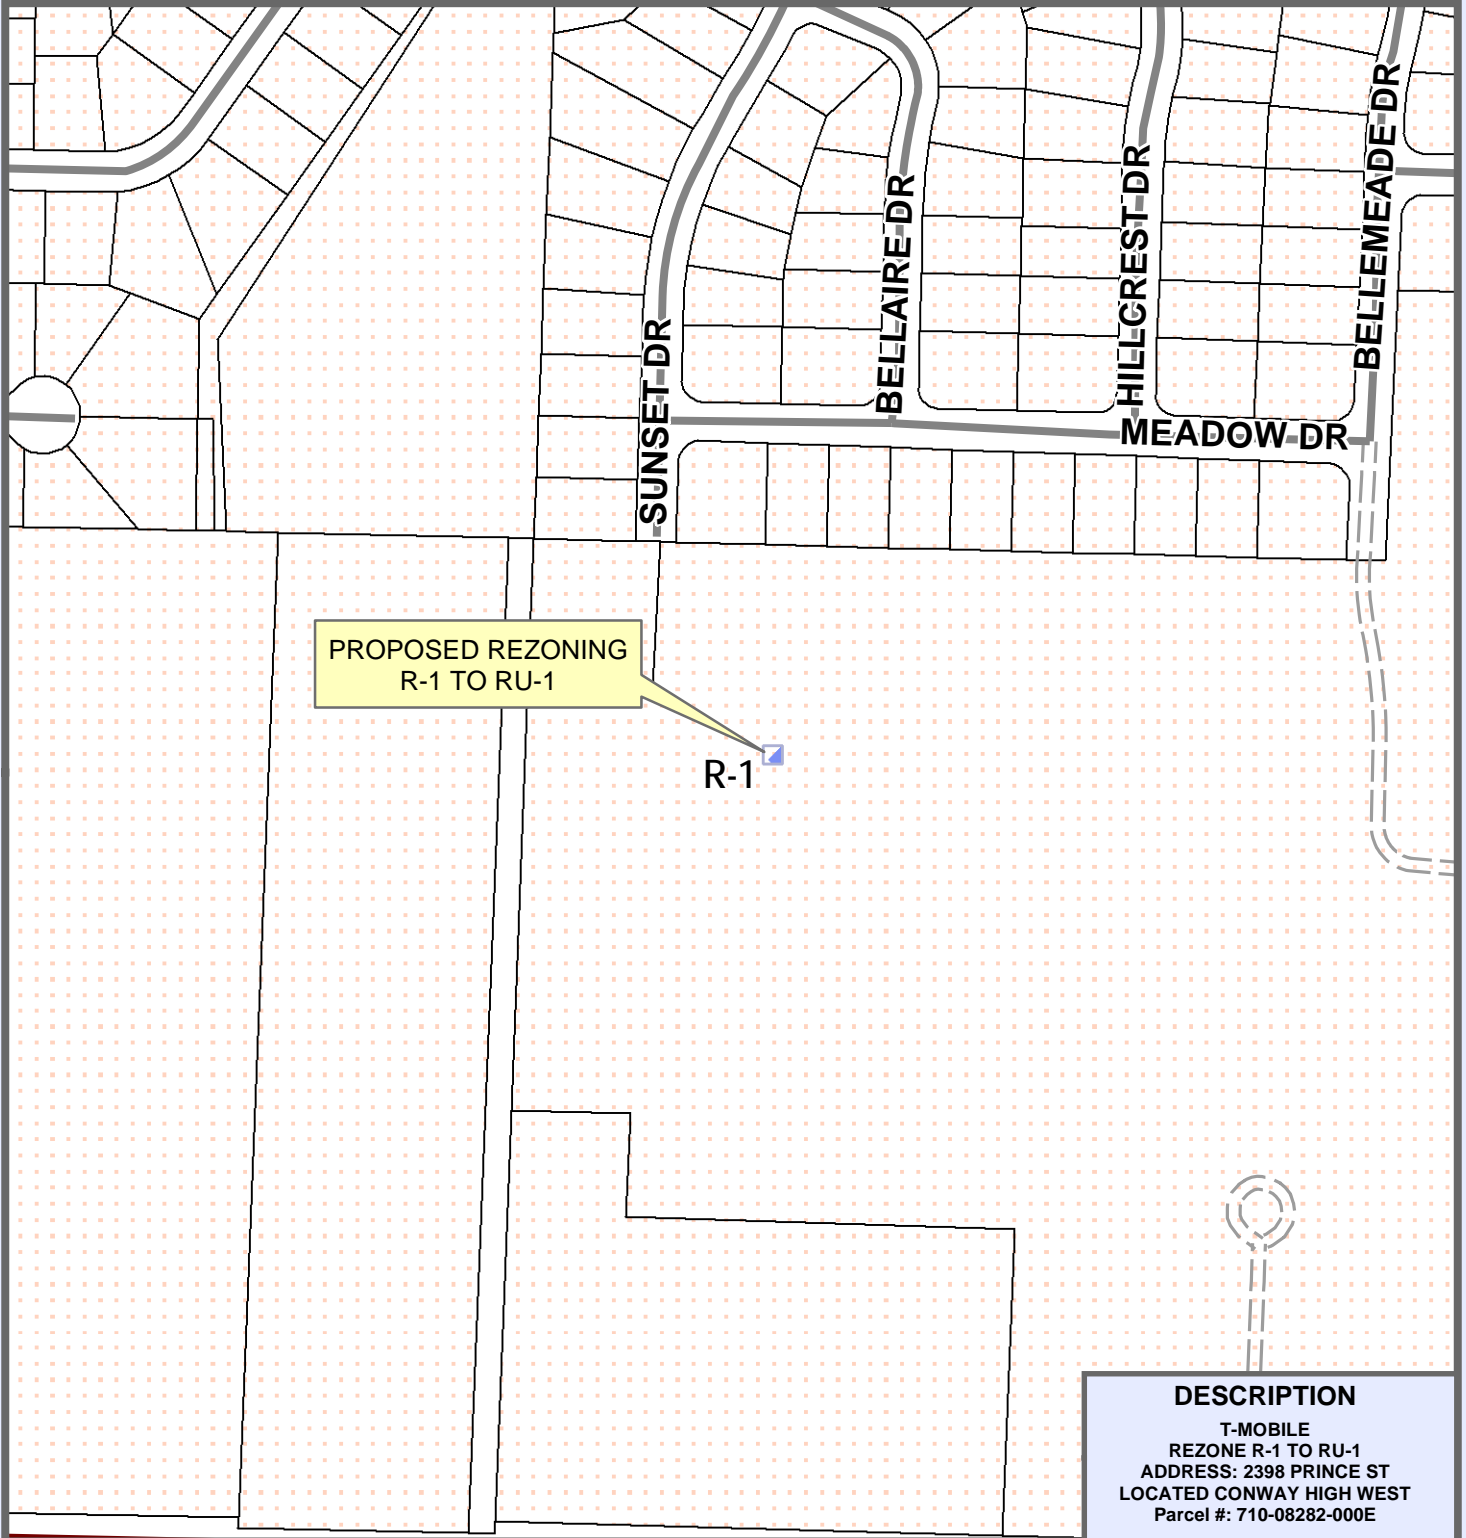 BELLEMEADE DR
HILLCREST DR
BELLAIRE DR
SUNSET DR
MEADOW DR
PROPOSED REZONING
R-1 TO RU-1
R-1
DESCRIPTION
T-MOBILE
REZONE R-1 TO RU-1
ADDRESS: 2398 PRINCE ST
LOCATED CONWAY HIGH WEST
Parcel #: 710-08282-000E